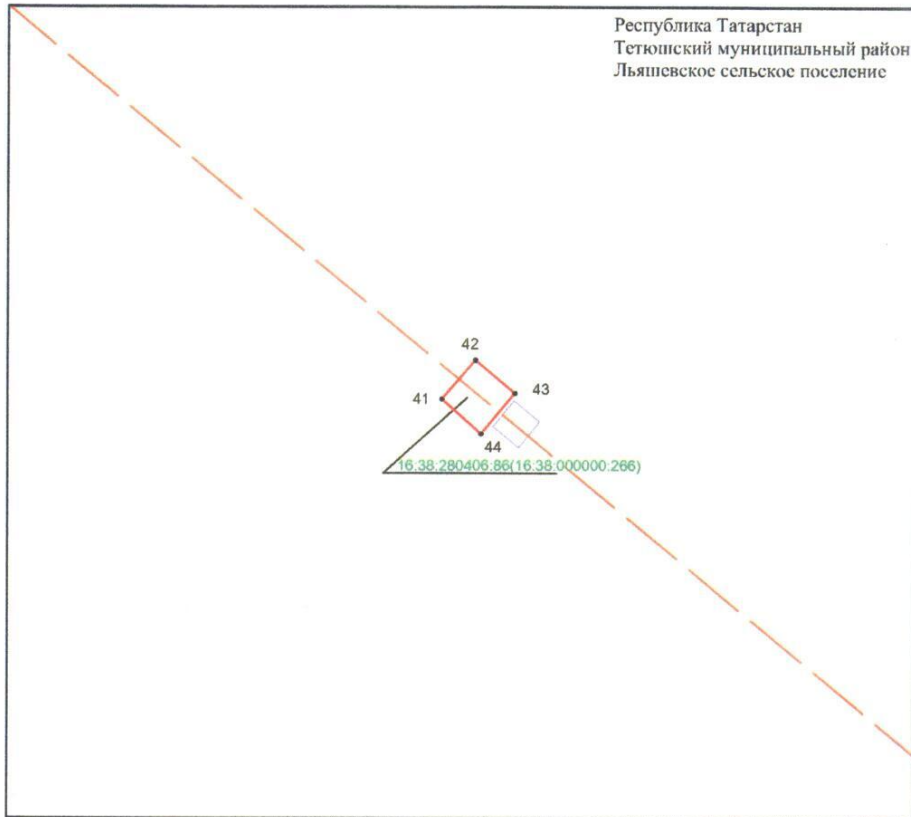 Республика Татарстан
Тетюшский муниципальный район
Льяшевское сельское поселение
42
41
43
44
16:38:280406:86(16:38:000000:266)